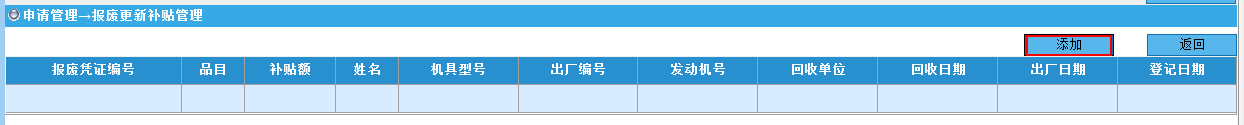 申请管理→报废更新补贴管理
添加 返回
报废凭证编号 品目 补贴额 姓名 机具型号 出厂编号 发动机号 回收单位 回收日期 出厂日期 登记日期